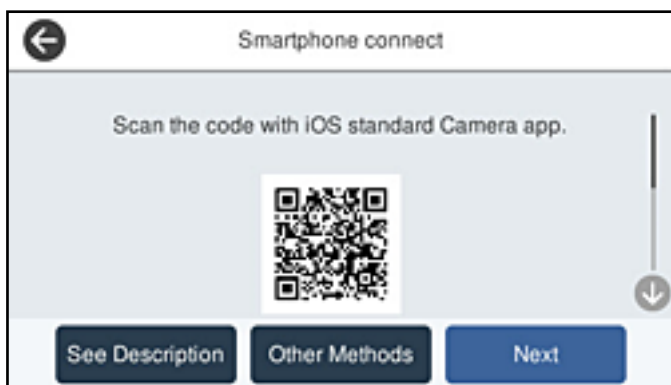 Smartphone connect
Scan the code with iOS standard Camera app.
See Description
Other Methods
Next